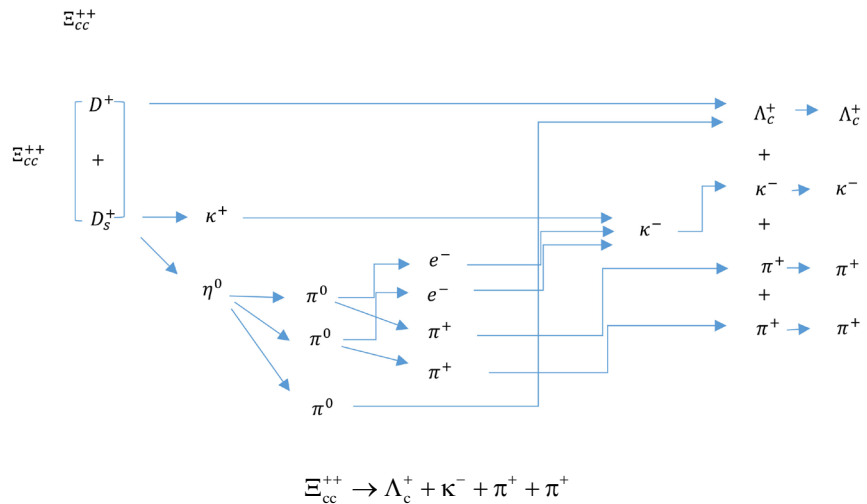 Ξcc++
D+ Λc+ Λc+
Ξcc++ + +
κ− κ−
Ds+ κ+ κ− +
e−
η0 π0 e− π+ π+
+
π0 π+ π+ π+
π+
π0
Ξcc++ → Λc+ + κ− + π+ + π+